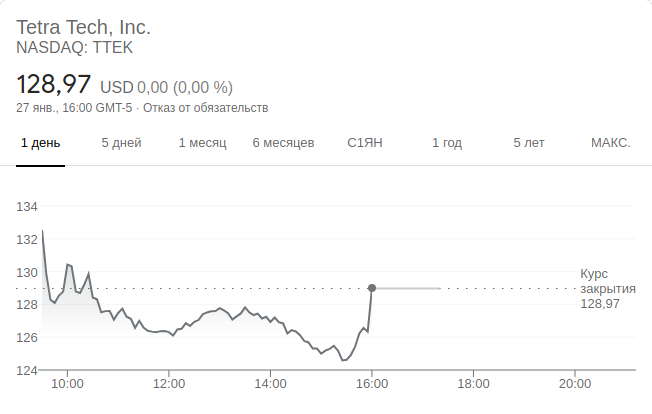 Tetra Tech, Inc.
NASDAQ: TTEK
128,97 USD 0,00 (0,00 %)
27 янв., 16:00 GMT-5 · Отказ от обязательств
1 день 5 дней 1 месяц 6 месяцев С1ЯН 1 год 5 лет МАКС.
134
132
130
128
126
124
Курс
закрытия
128,97
10:00 12:00 14:00 16:00 18:00 20:00